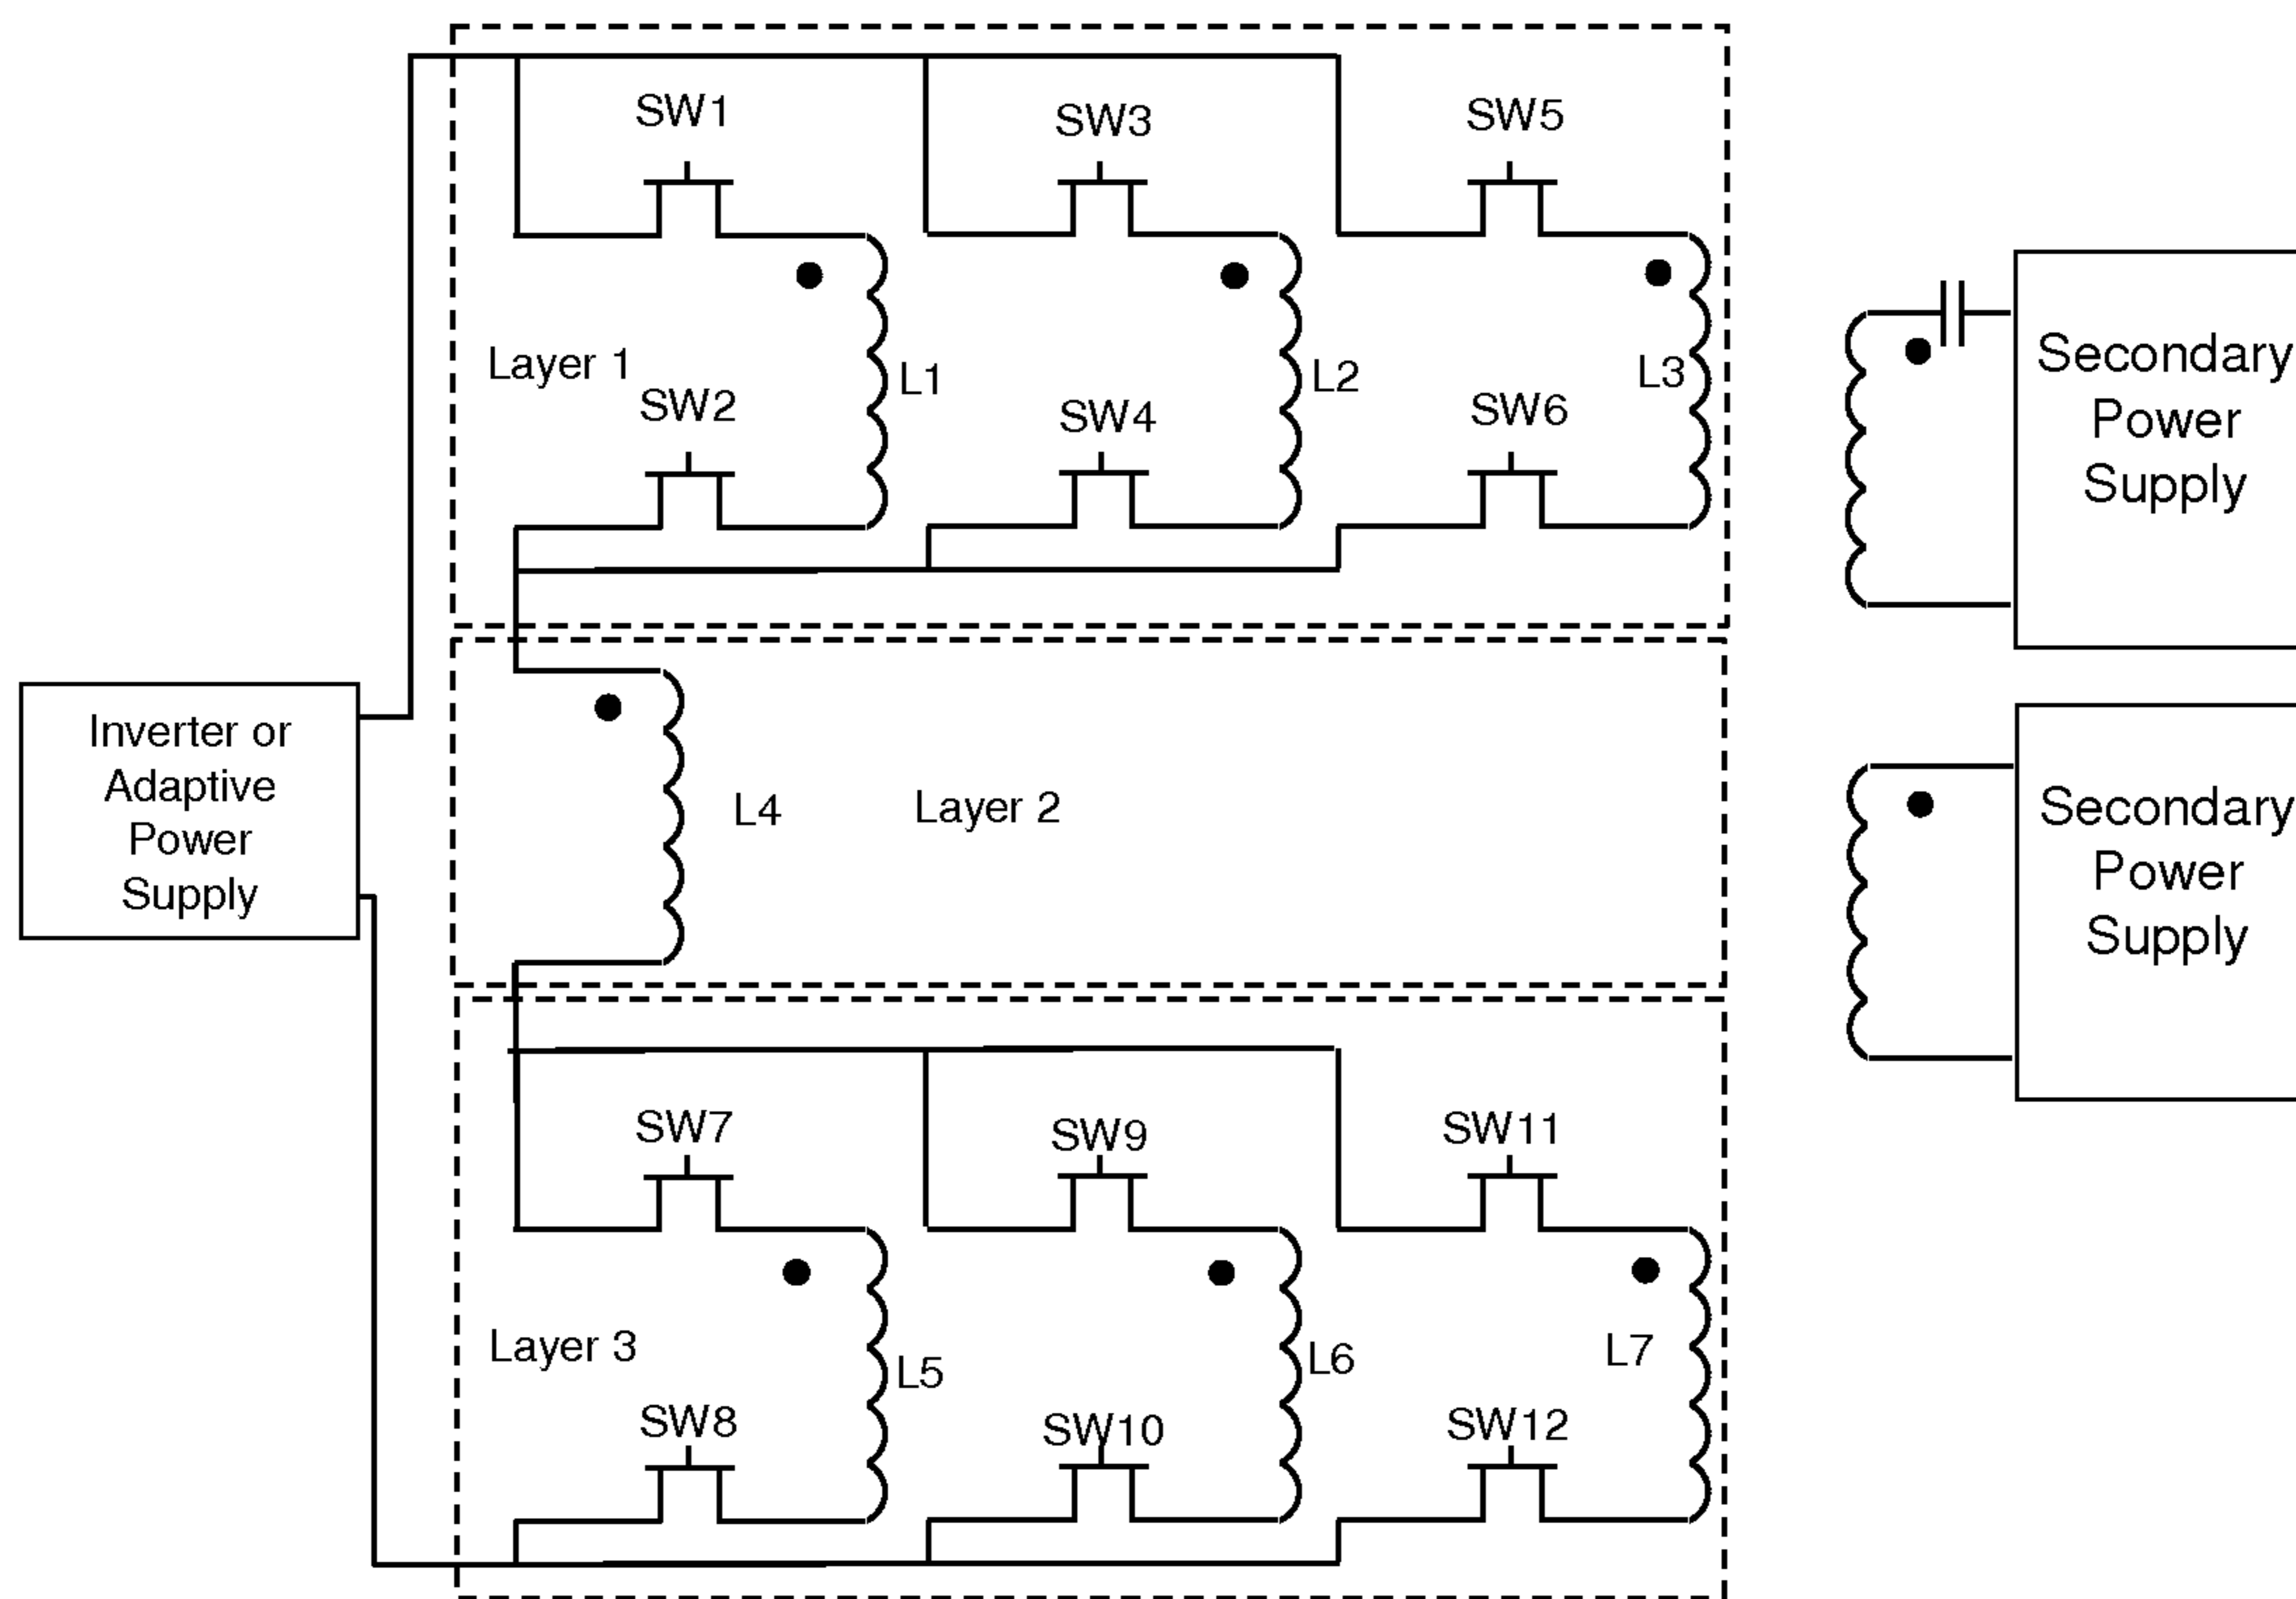 SW1
SW3
SW5
Layer 1
L1
L2
L3
SW2
SW4
SW6
Secondary
Power
Supply
Inverter or
Adaptive
Power
Supply
L4
Layer 2
Secondary
Power
Supply
SW7
SW9
SW11
Layer 3
L5
L6
L7
SW8
SW10
SW12